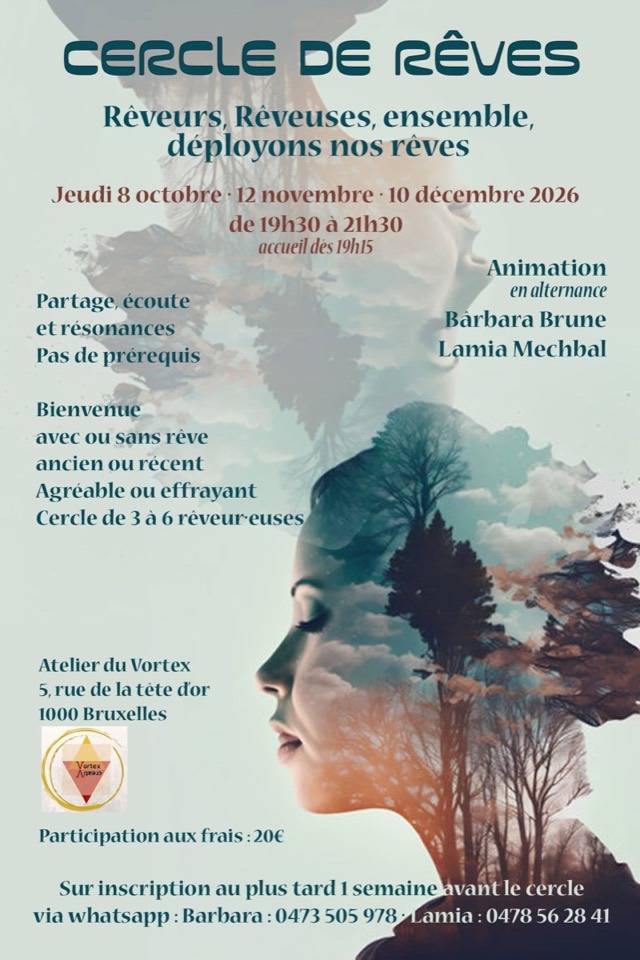 CERCLE DE RÊVES
Rêveurs, Rêveuses, ensemble,
déployons nos rêves
Jeudi 8 octobre · 12 novembre · 10 décembre 2026
de 19h30 à 21h30
accueil dès 19h15
Animation
en alternance
Barbara Brune
Lamia Mechbal
Partage, écoute
et résonances
Pas de prérequis
Bienvenue
avec ou sans rêve
ancien ou récent
Agréable ou effrayant
Cercle de 3 à 6 rêveur·euses
Atelier du Vortex
5, rue de la tête d'or
1000 Bruxelles
Vortex
Participation aux frais : 20€
Sur inscription au plus tard 1 semaine avant le cercle
via whatsapp : Barbara : 0473 505 978 · Lamia : 0478 56 28 41